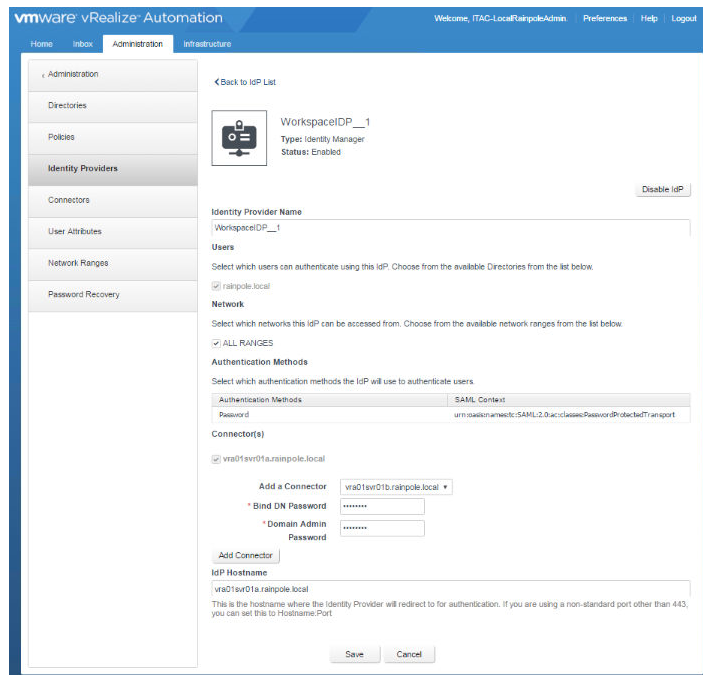 vmware vRealize Automation
Welcome, ITAC-LocalRainpoleAdmin. Preferences Help Logout
Home Inbox Administration Infrastructure
Administration
Directories
Policies
Identity Providers
Connectors
User Attributes
Network Ranges
Password Recovery
Back to IdP List
WorkspaceIDP__1
Type: Identity Manager
Status: Enabled
Disable IdP
Identity Provider Name
WorkspaceIDP__1
Users
Select which users can authenticate using this IdP. Choose from the available Directories from the list below.
rainpole.local
Network
Select which networks this IdP can be accessed from. Choose from the available network ranges from the list below.
ALL RANGES
Authentication Methods
Select which authentication methods the IdP will use to authenticate users
Authentication Methods SAML Context
Password urn:oasis:names:tc:SAML:2.0:ac:classes:PasswordProtectedTransport
Connector(s)
vra01svr01a.rainpole.local
Add a Connector vra01svr01b.rainpole.local
* Bind DN Password ••••••••
* Domain Admin ••••••••
Password
Add Connector
IdP Hostname
vra01svr01a.rainpole.local
This is the hostname where the Identity Provider will redirect to for authentication. If you are using a non-standard port other than 443,
you can set this to Hostname:Port
Save Cancel